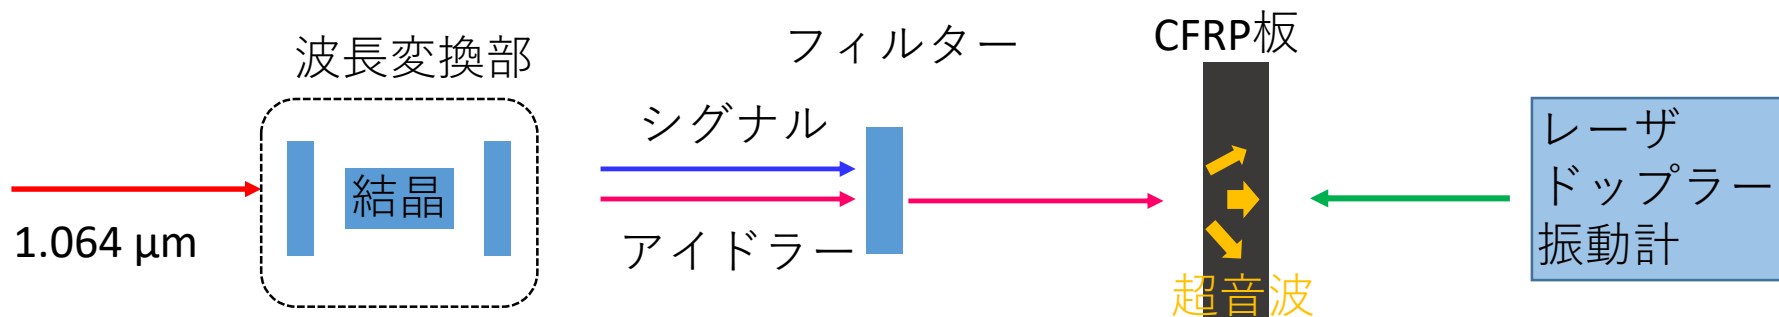 波長変換部
フィルター
CFRP板
シグナル
結晶
1.064 μm
アイドラー
超音波
レーザ
ドップラー
振動計